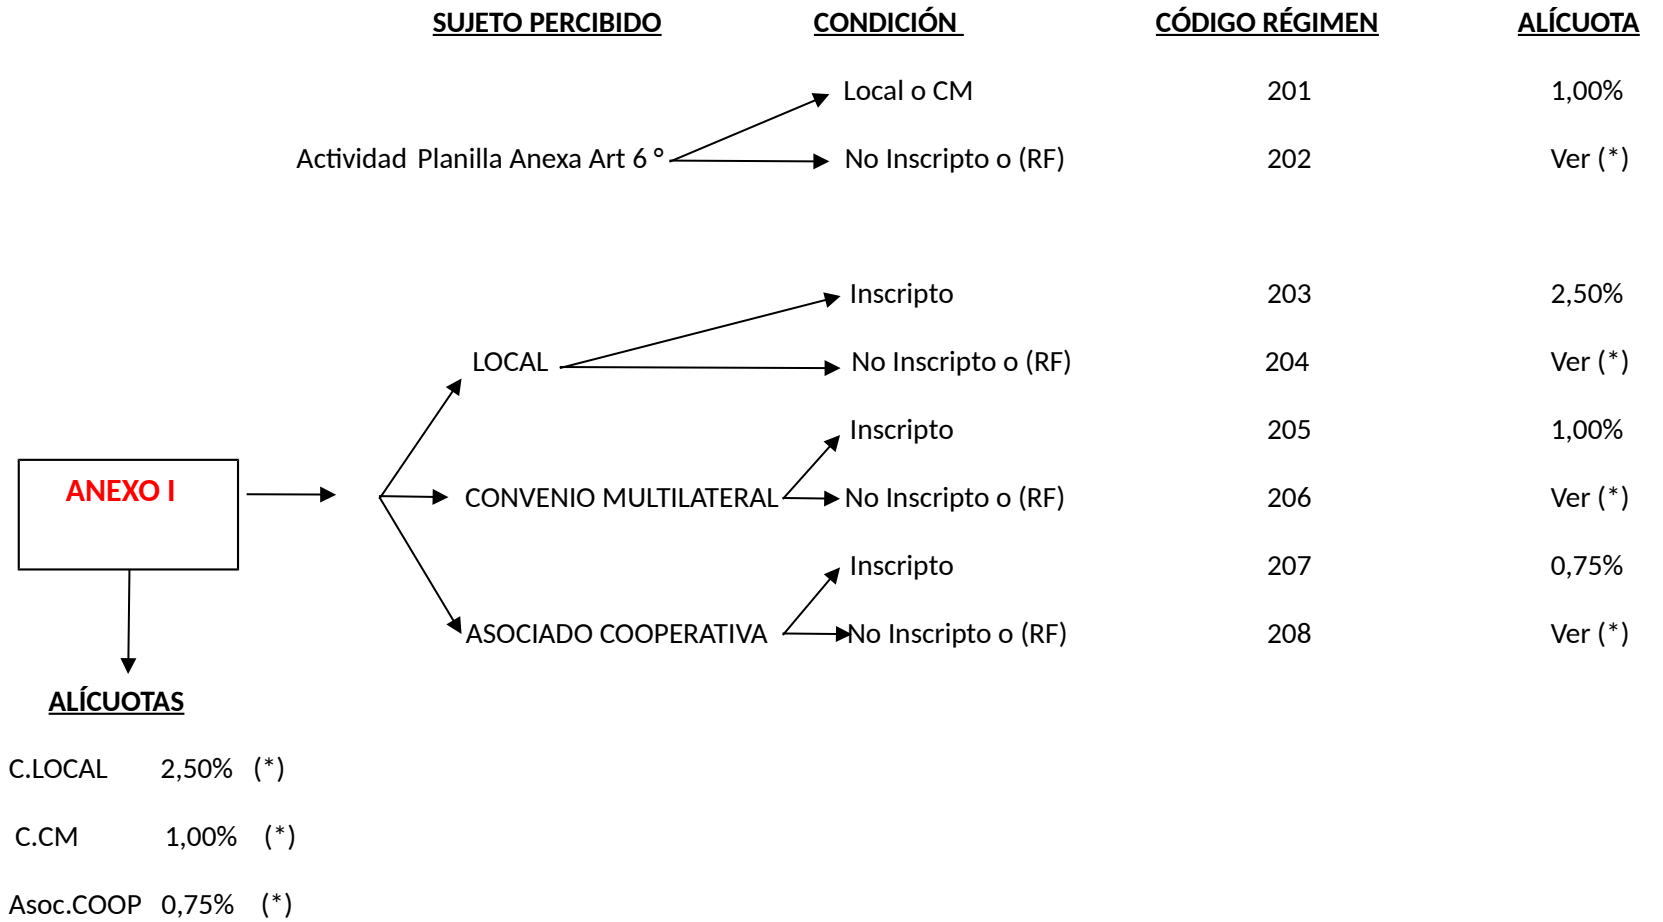 SUJETO PERCIBIDO CONDICIÓN CÓDIGO RÉGIMEN ALÍCUOTA
Local o CM 201 1,00%
Actividad Planilla Anexa Art 6 ° No Inscripto o (RF) 202 Ver (*)
Inscripto 203 2,50%
LOCAL No Inscripto o (RF) 204 Ver (*)
Inscripto 205 1,00%
ANEXO I
CONVENIO MULTILATERAL No Inscripto o (RF) 206 Ver (*)
Inscripto 207 0,75%
ASOCIADO COOPERATIVA No Inscripto o (RF) 208 Ver (*)
ALÍCUOTAS
C.LOCAL 2,50% (*)
C.CM 1,00% (*)
Asoc.COOP 0,75% (*)